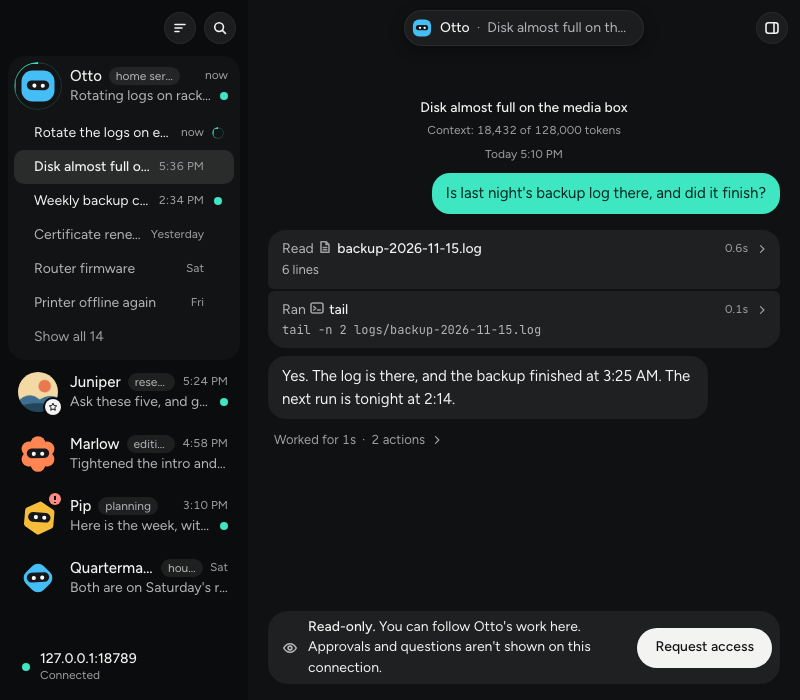 Otto home ser... now
Rotating logs on rack...
Rotate the logs on e... now
Disk almost full o... 5:36 PM
Weekly backup c... 2:34 PM
Certificate rene... Yesterday
Router firmware Sat
Printer offline again Fri
Show all 14
Juniper rese... 5:24 PM
Ask these five, and g...
Marlow editi... 4:58 PM
Tightened the intro and...
Pip planning 3:10 PM
Here is the week, wit...
Quarterma... hou... Sat
Both are on Saturday's r...
127.0.0.1:18789
Connected
Otto · Disk almost full on th...
Disk almost full on the media box
Context: 18,432 of 128,000 tokens
Today 5:10 PM
Is last night's backup log there, and did it finish?
Read backup-2026-11-15.log 0.6s
6 lines
Ran tail 0.1s
tail -n 2 logs/backup-2026-11-15.log
Yes. The log is there, and the backup finished at 3:25 AM. The
next run is tonight at 2:14.
Worked for 1s · 2 actions
Read-only. You can follow Otto's work here.
Approvals and questions aren't shown on this
connection.
Request access